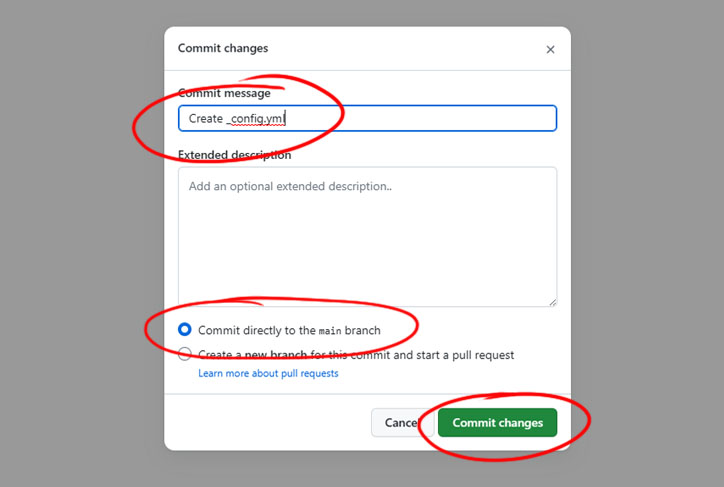 Commit changes
Commit message
Create _config.yml
Extended description
Add an optional extended description..
Commit directly to the main branch
Create a new branch for this commit and start a pull request
Learn more about pull requests
Cancel
Commit changes